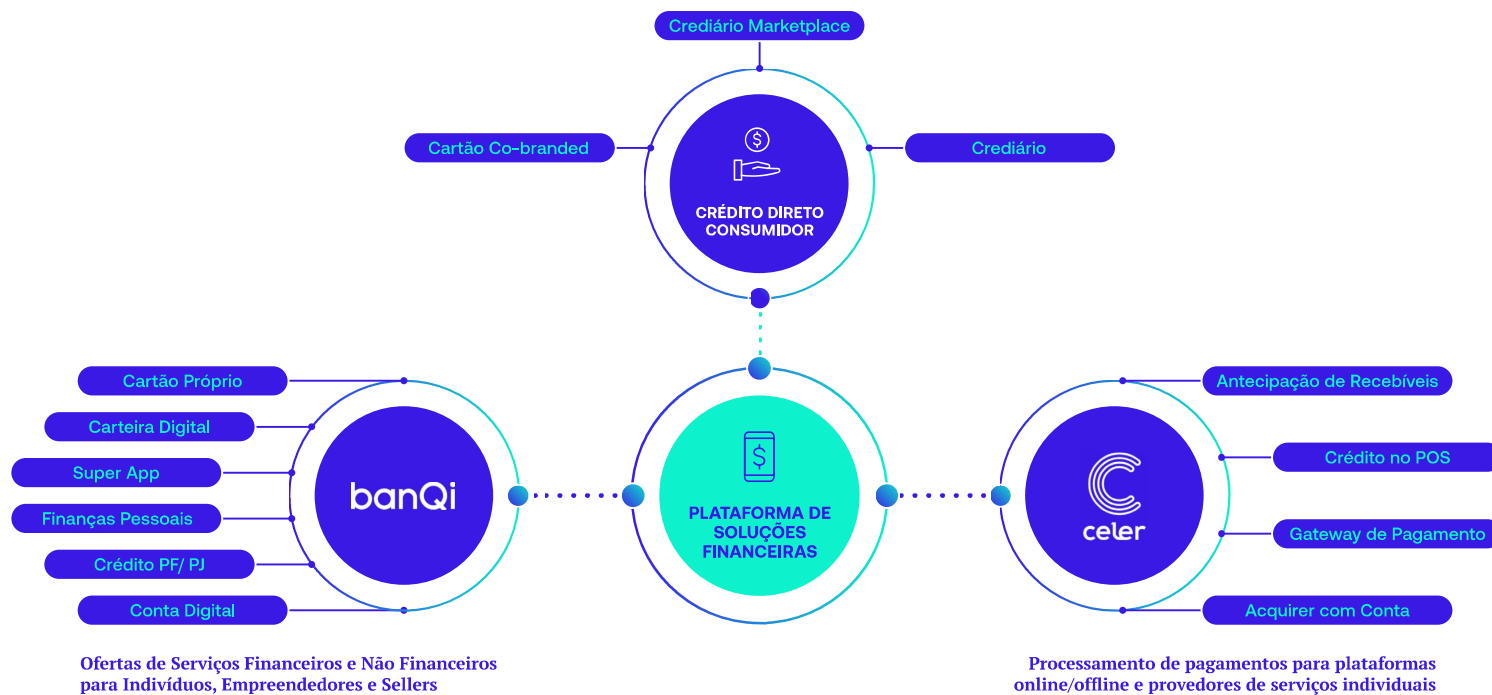 Crediário Marketplace
Cartão Co-branded
Crediário
$
CRÉDITO DIRETO
CONSUMIDOR
Cartão Próprio
Carteira Digital
Super App
Finanças Pessoais
Crédito PF/ PJ
Conta Digital
banQi
$
PLATAFORMA DE
SOLUÇÕES
FINANCEIRAS
celer
Antecipação de Recebíveis
Crédito no POS
Gateway de Pagamento
Acquirer com Conta
Ofertas de Serviços Financeiros e Não Financeiros
para Indivíduos, Empreendedores e Sellers
Processamento de pagamentos para plataformas
online/offline e provedores de serviços individuais